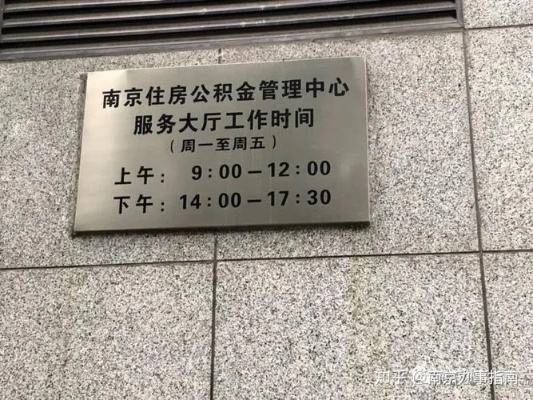 南京住房公积金管理中心
服务大厅工作时间
（周一至周五）
上午：9:00—12:00
下午：14:00—17:30
知乎 @南京办事指南